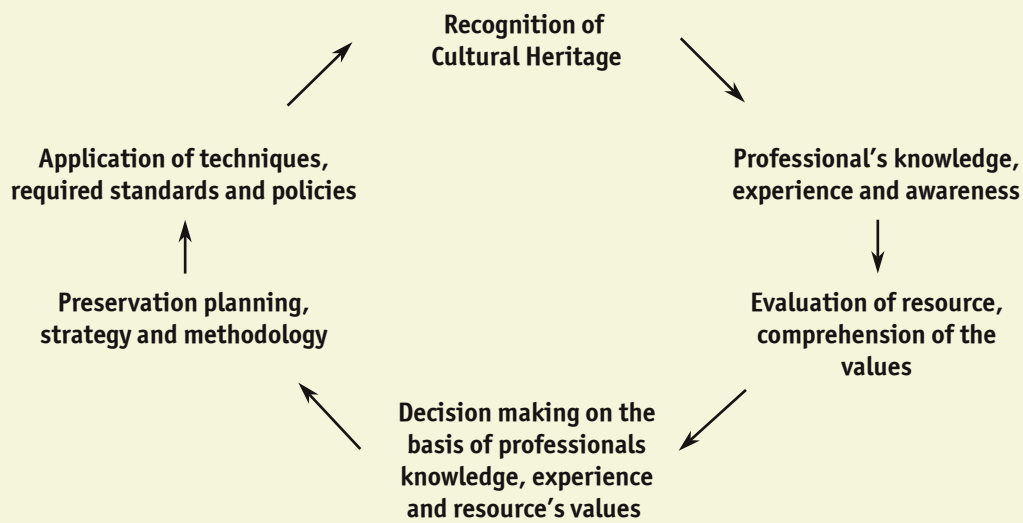 Recognition of
Cultural Heritage
Professional’s knowledge,
experience and awareness
Evaluation of resource,
comprehension of the
values
Decision making on the
basis of professionals
knowledge, experience
and resource’s values
Preservation planning,
strategy and methodology
Application of techniques,
required standards and policies